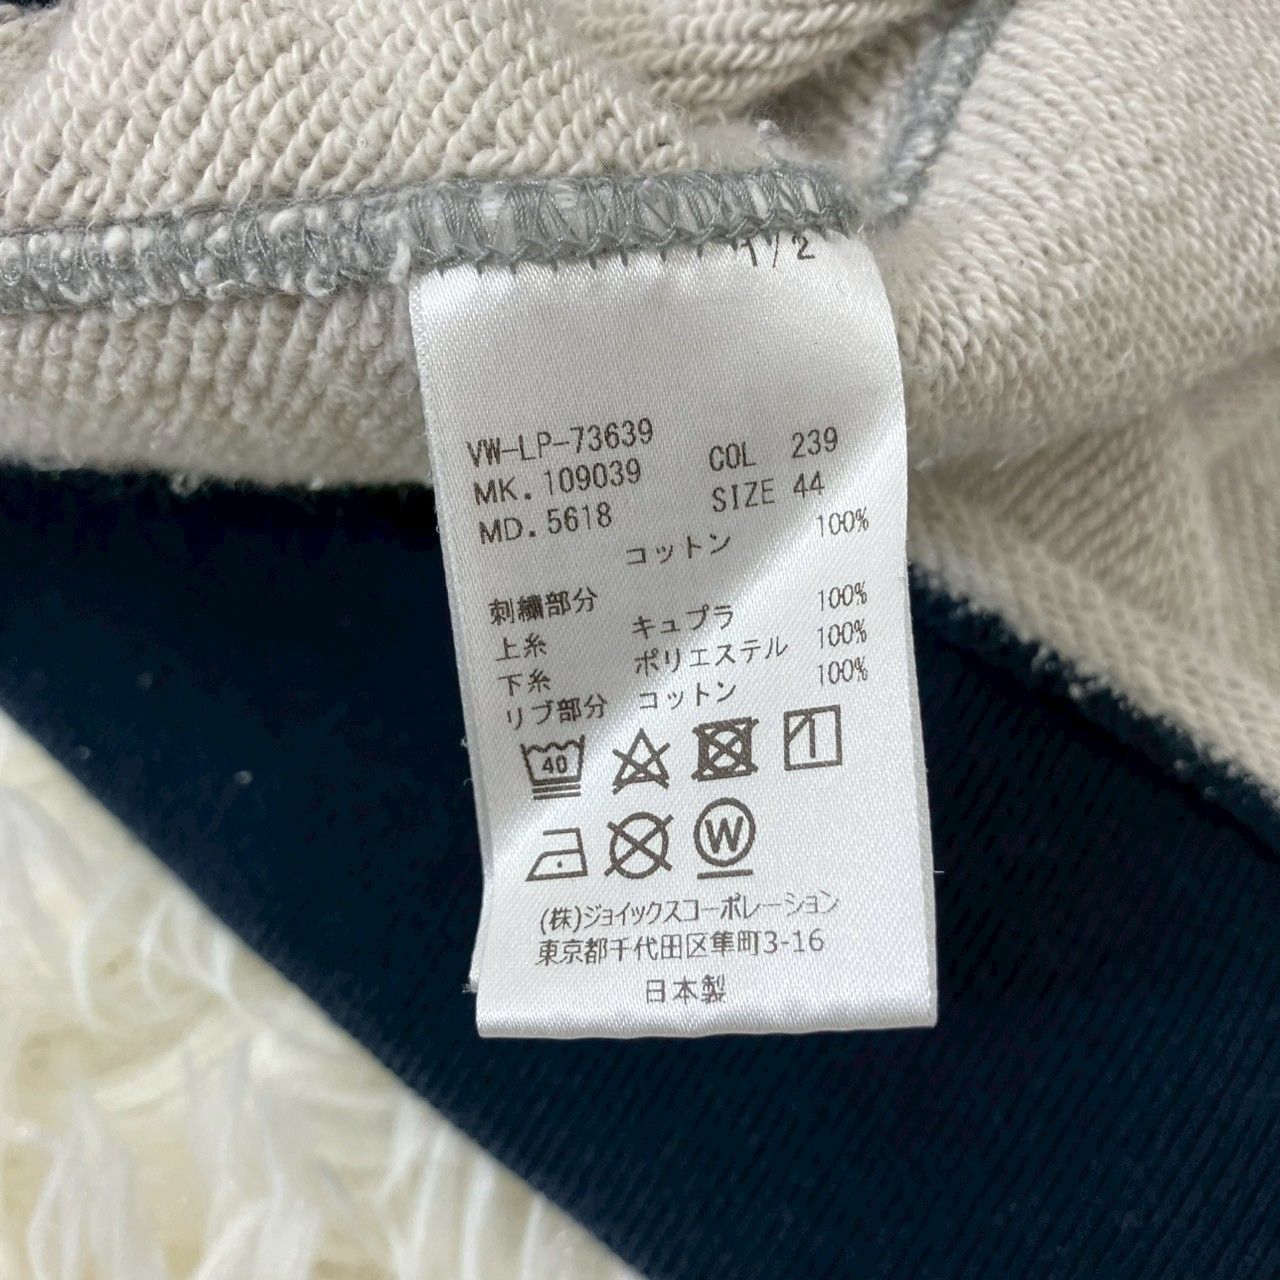 1/2
VW-LP-73639
MK. 109039 COL 239
MD. 5618 SIZE 44
コットン 100%
刺繍部分
上糸 キュプラ 100%
下糸 ポリエステル 100%
リブ部分 コットン 100%
40
W
(株)ジョイックスコーポレーション
東京都千代田区隼町3-16
日本製